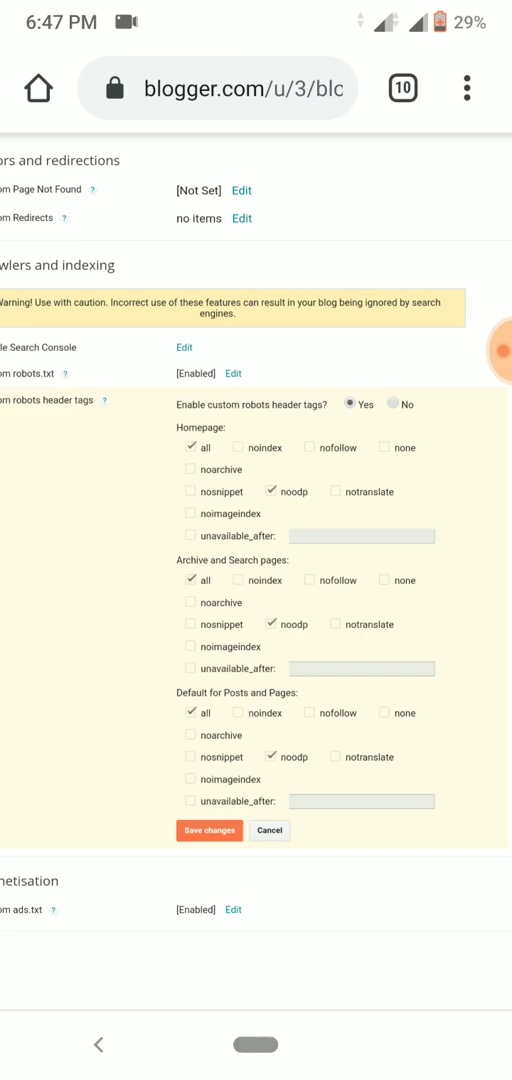 6:47 PM
29%
blogger.com/u/3/blc
10
ors and redirections
om Page Not Found ? [Not Set] Edit
om Redirects ? no items Edit
wlers and indexing
Warning! Use with caution. Incorrect use of these features can result in your blog being ignored by search
engines.
le Search Console Edit
om robots.txt ? [Enabled] Edit
om robots header tags ? Enable custom robots header tags? Yes No
Homepage:
all noindex nofollow none
noarchive
nosnippet noodp notranslate
noimageindex
unavailable_after:
Archive and Search pages:
all noindex nofollow none
noarchive
nosnippet noodp notranslate
noimageindex
unavailable_after:
Default for Posts and Pages:
all noindex nofollow none
noarchive
nosnippet noodp notranslate
noimageindex
unavailable_after:
Save changes Cancel
netisation
om ads.txt ? [Enabled] Edit